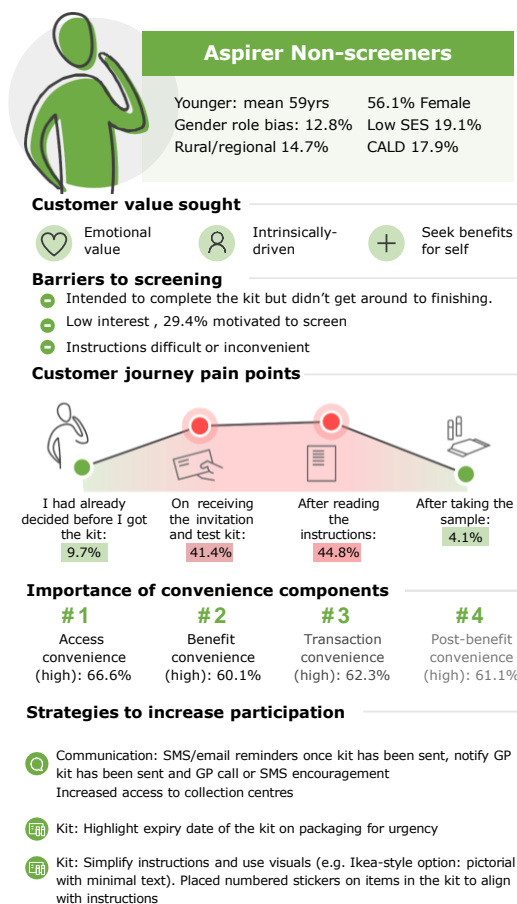 Aspirer Non-screeners
Younger: mean 59yrs
56.1% Female
Gender role bias: 12.8%
Low SES 19.1%
Rural/regional 14.7%
CALD 17.9%
Customer value sought
Emotional
value
Intrinsically-
driven
Seek benefits
for self
Barriers to screening
Intended to complete the kit but didn’t get around to finishing.
Low interest , 29.4% motivated to screen
Instructions difficult or inconvenient
Customer journey pain points
I had already
decided before I got
the kit:
9.7%
On receiving
the invitation
and test kit:
41.4%
After reading
the
instructions:
44.8%
After taking the
sample:
4.1%
Importance of convenience components
#1
Access
convenience
(high): 66.6%
#2
Benefit
convenience
(high): 60.1%
#3
Transaction
convenience
(high): 62.3%
#4
Post-benefit
convenience
(high): 61.1%
Strategies to increase participation
Communication: SMS/email reminders once kit has been sent, notify GP
kit has been sent and GP call or SMS encouragement
Increased access to collection centres
Kit: Highlight expiry date of the kit on packaging for urgency
Kit: Simplify instructions and use visuals (e.g. Ikea-style option: pictorial
with minimal text). Placed numbered stickers on items in the kit to align
with instructions